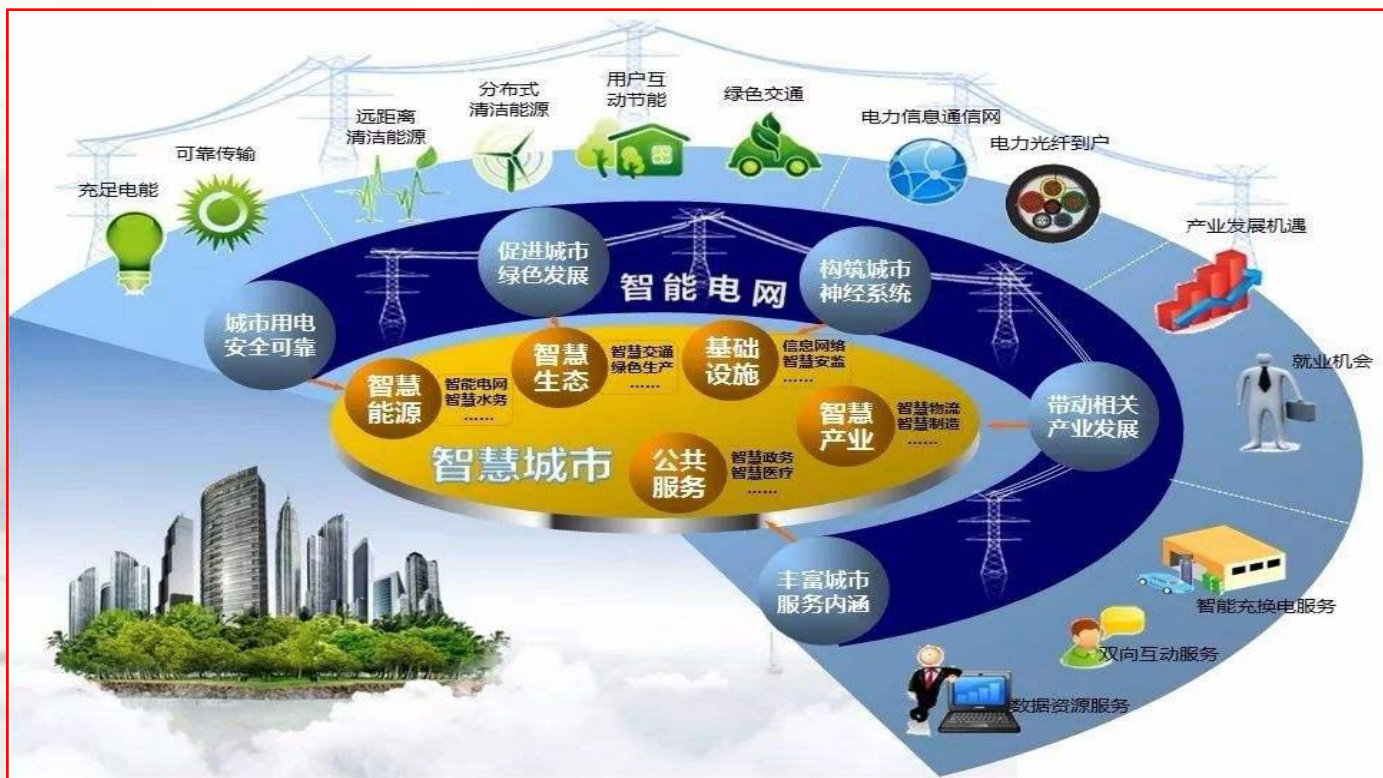 充足电能
可靠传输
远距离
清洁能源
分布式
清洁能源
用户互
动节能
绿色交通
电力信息通信网
电力光纤到户
产业发展机遇
就业机会
智能充换电服务
双向互动服务
数据资源服务
智能电网
城市用电
安全可靠
促进城市
绿色发展
构筑城市
神经系统
带动相关
产业发展
丰富城市
服务内涵
智慧城市
智慧
能源
智能电网
智慧水务
……
智慧
生态
智慧交通
绿色生产
……
基础
设施
信息网络
智慧安监
……
智慧
产业
智慧物流
智慧制造
……
公共
服务
智慧政务
智慧医疗
……